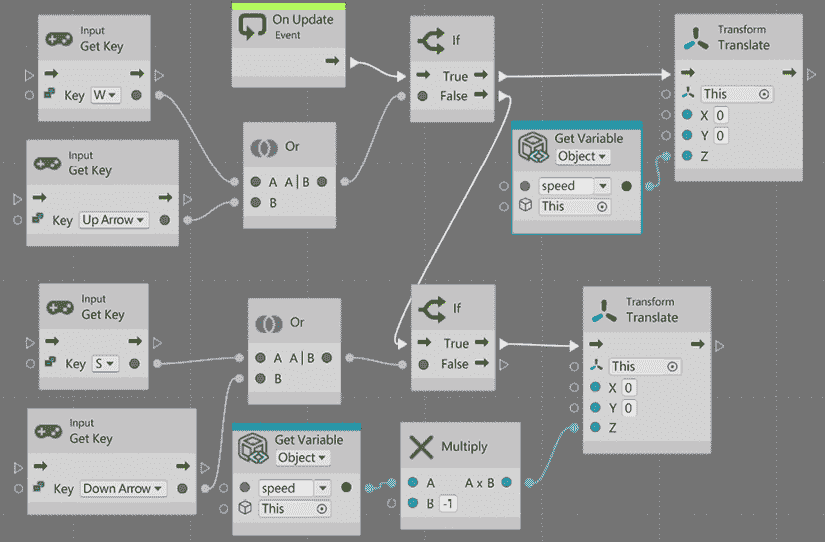 Input
Get Key
Key W
On Update
Event
If
True
False
Transform
Translate
This
X 0
Y 0
Z
Input
Get Key
Key Up Arrow
Or
A A|B
B
Get Variable
Object
speed
This
Input
Get Key
Key S
Or
A A|B
B
If
True
False
Transform
Translate
This
X 0
Y 0
Z
Input
Get Key
Key Down Arrow
Get Variable
Object
speed
This
Multiply
A A x B
B -1